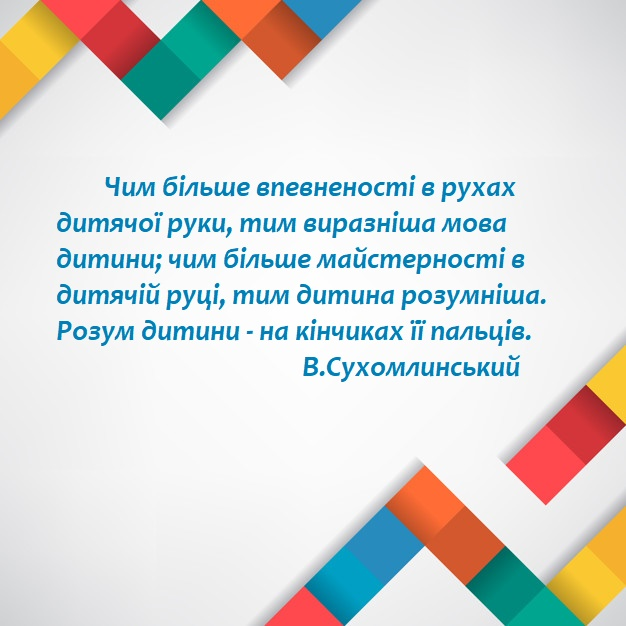 Чим більше впевненості в рухах
дитячої руки, тим виразніша мова
дитини; чим більше майстерності в
дитячій руці, тим дитина розумніша.
Розум дитини - на кінчиках її пальців.
В.Сухомлинський